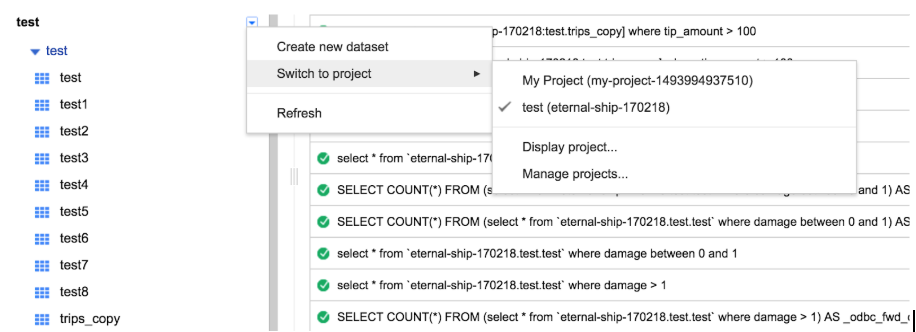 test
test
test
test1
test2
test3
test4
test5
test6
test7
test8
trips_copy
Create new dataset
Switch to project
Refresh
My Project (my-project-1493994937510)
test (eternal-ship-170218)
Display project...
Manage projects...
p-170218:test.trips_copy] where tip_amount > 100
select * from `eternal-ship-17
SELECT COUNT(*) FROM (s
and 1) AS
SELECT COUNT(*) FROM (select * from `eternal-ship-170218.test.test` where damage between 0 and 1) AS
select * from `eternal-ship-170218.test.test` where damage between 0 and 1
select * from `eternal-ship-170218.test.test` where damage > 1
SELECT COUNT(*) FROM (select * from `eternal-ship-170218.test.test` where damage > 1) AS _odbc_fwd_